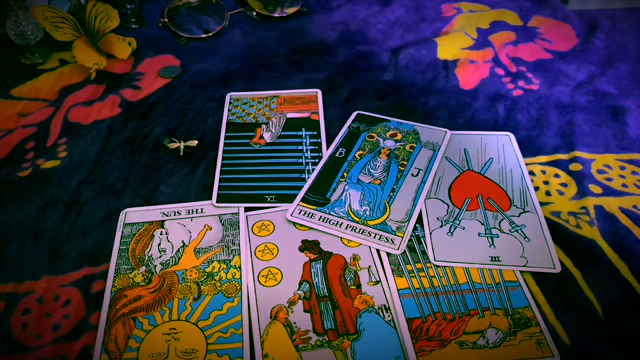 B J
IX
THE HIGH PRIESTESS.
III
THE SUN.